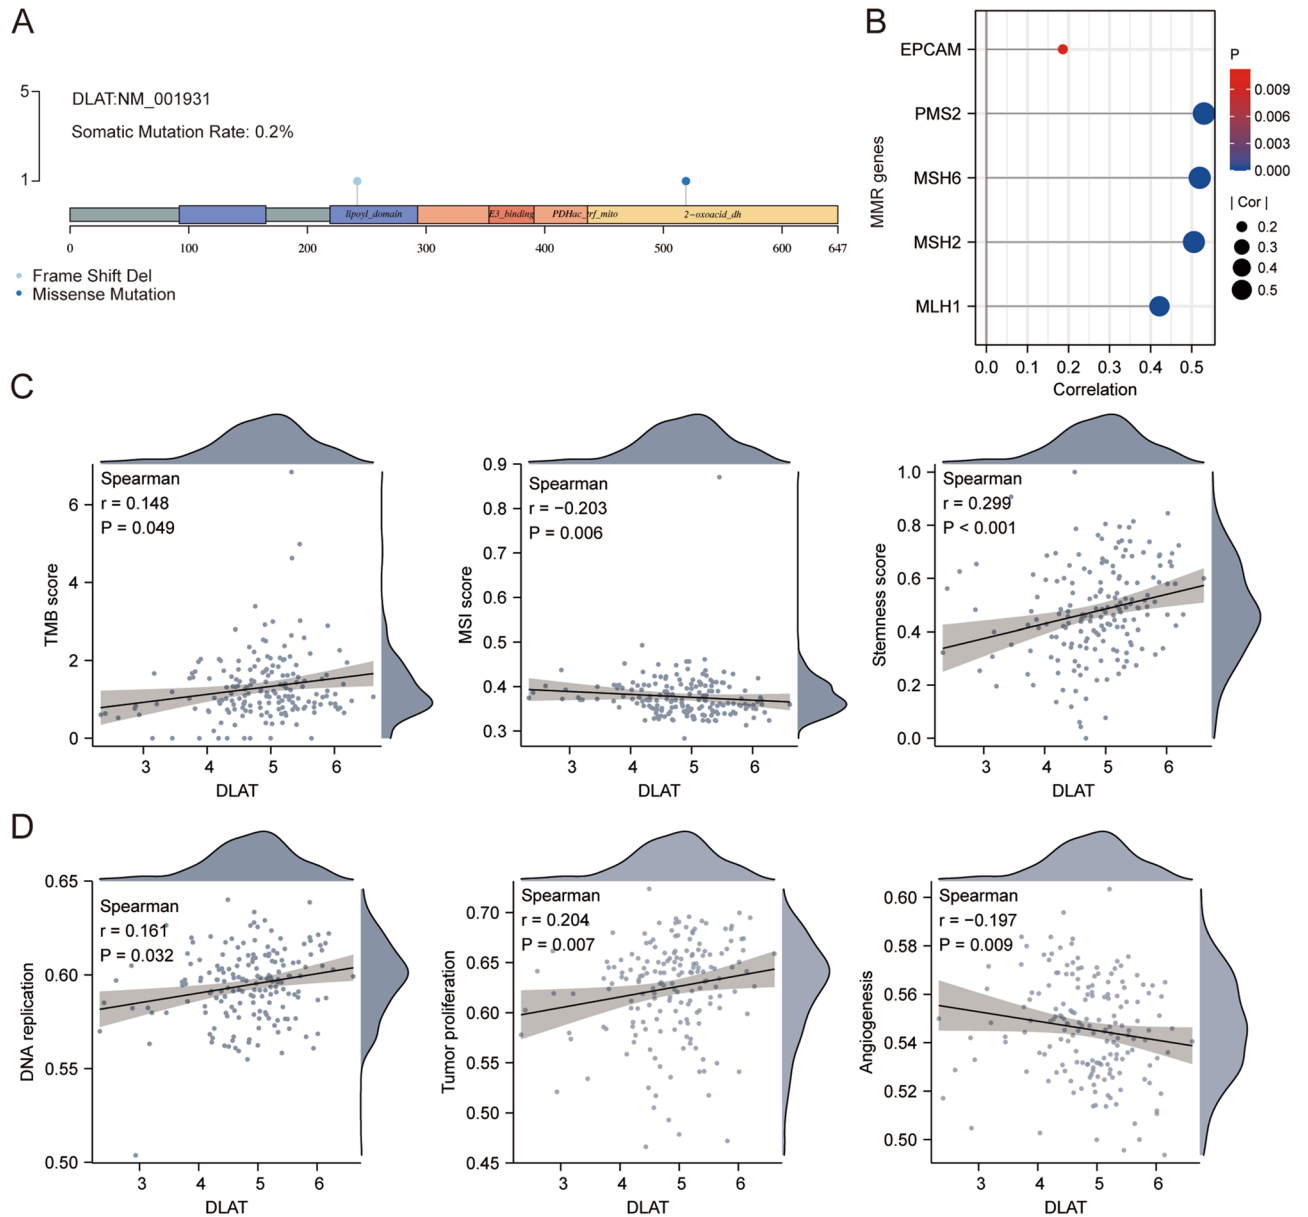 A
5
DLAT:NM_001931
Somatic Mutation Rate: 0.2%
1
lipoyl_domain
E3_binding
PDHac_trf_mito
2−oxoacid_dh
0 100 200 300 400 500 600 647
Frame Shift Del
Missense Mutation
B
MMR genes
EPCAM
PMS2
MSH6
MSH2
MLH1
0.0 0.1 0.2 0.3 0.4 0.5
Correlation
P
0.009
0.006
0.003
0.000
| Cor |
0.2
0.3
0.4
0.5
C
Spearman
r = 0.148
P = 0.049
TMB score
6
4
2
0
3 4 5 6
DLAT
Spearman
r = −0.203
P = 0.006
MSI score
0.9
0.8
0.7
0.6
0.5
0.4
0.3
3 4 5 6
DLAT
Spearman
r = 0.299
P < 0.001
Stemness score
1.0
0.8
0.6
0.4
0.2
0.0
3 4 5 6
DLAT
D
Spearman
r = 0.161
P = 0.032
DNA replication
0.65
0.60
0.55
0.50
3 4 5 6
DLAT
Spearman
r = 0.204
P = 0.007
Tumor proliferation
0.70
0.65
0.60
0.55
0.50
0.45
3 4 5 6
DLAT
Spearman
r = −0.197
P = 0.009
Angiogenesis
0.60
0.58
0.56
0.54
0.52
0.50
3 4 5 6
DLAT